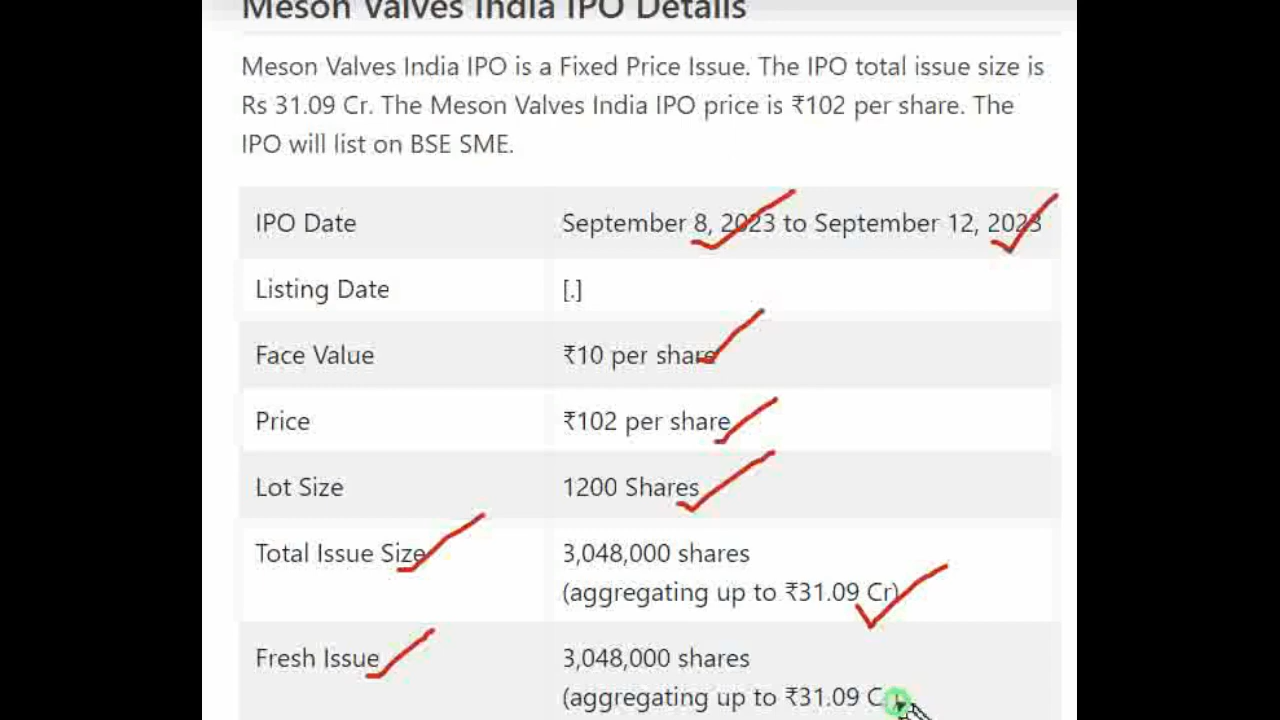 Meson Valves India IPO Details
Meson Valves India IPO is a Fixed Price Issue. The IPO total issue size is
Rs 31.09 Cr. The Meson Valves India IPO price is ₹102 per share. The
IPO will list on BSE SME.
IPO Date September 8, 2023 to September 12, 2023
Listing Date [.]
Face Value ₹10 per share
Price ₹102 per share
Lot Size 1200 Shares
Total Issue Size 3,048,000 shares
(aggregating up to ₹31.09 Cr)
Fresh Issue 3,048,000 shares
(aggregating up to ₹31.09 C